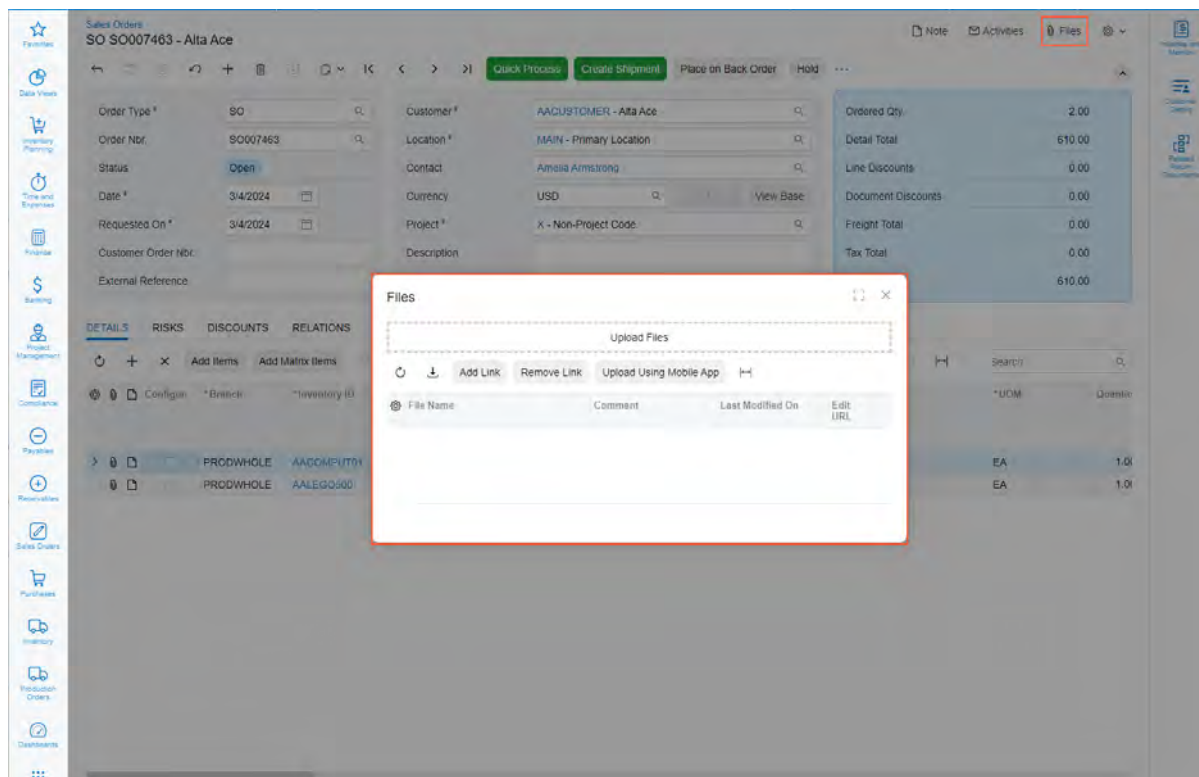 Sales Orders
SO SO007463 - Alta Ace
Note
Activities
Files
Quick Process
Create Shipment
Place on Back Order
Hold
Order Type *
SO
Order Nbr.
SO007463
Status
Open
Date *
3/4/2024
Requested On *
3/4/2024
Customer Order Nbr.
External Reference
Customer *
AACUSTOMER - Alta Ace
Location *
MAIN - Primary Location
Contact
Amelia Armstrong
Currency
USD
View Base
Project *
X - Non-Project Code
Description
Ordered Qty.
2.00
Detail Total
610.00
Line Discounts
0.00
Document Discounts
0.00
Freight Total
0.00
Tax Total
0.00
610.00
DETAILS
RISKS
DISCOUNTS
RELATIONS
Add Items
Add Matrix Items
Search
*Branch
*Inventory ID
*UOM
PRODWHOLE
AACOMPUT01
EA
1.00
PRODWHOLE
AALEGO500
EA
1.00
Files
Upload Files
Add Link
Remove Link
Upload Using Mobile App
File Name
Comment
Last Modified On
Edit
URL
Favorites
Data Views
Inventory
Planning
Time and
Expenses
Finance
Banking
Project
Management
Compliance
Payables
Receivables
Sales Orders
Purchases
Inventory
Production
Orders
Dashboards